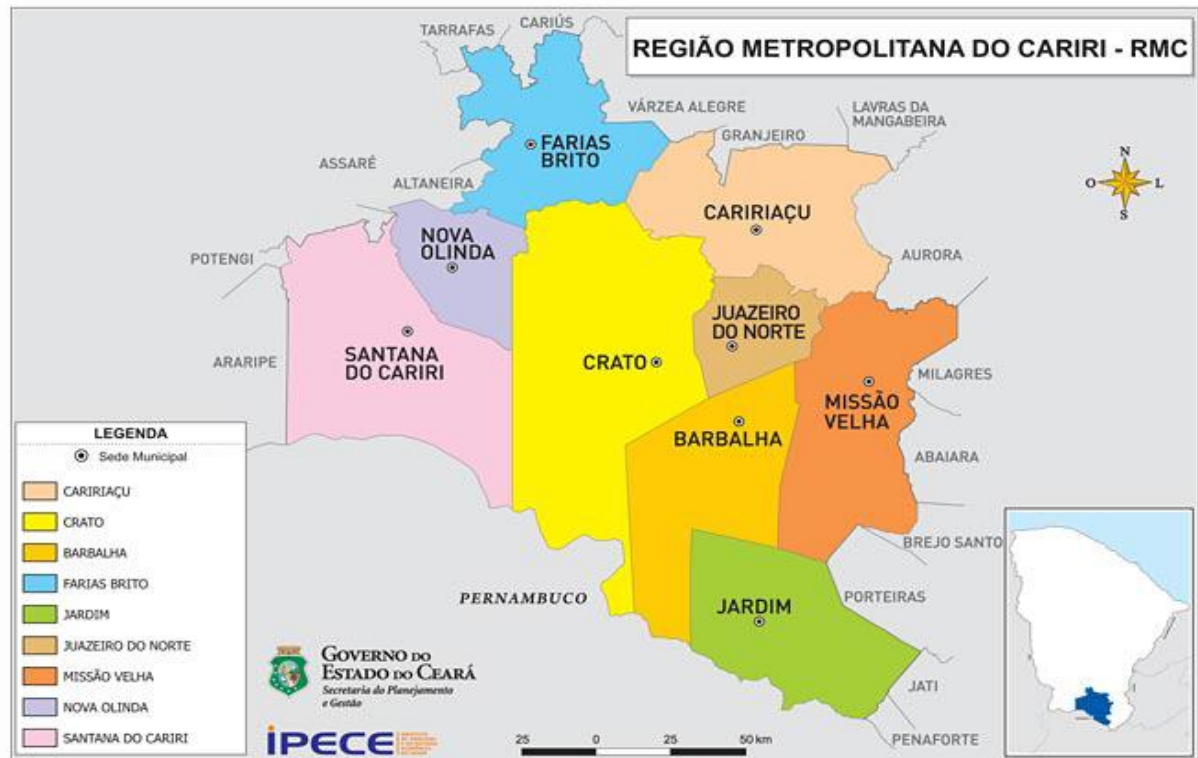 REGIÃO METROPOLITANA DO CARIRI - RMC
TARRAFAS
CARIÚS
VÁRZEA ALEGRE
GRANJEIRO
LAVRAS DA
MANGABEIRA
ASSARÉ
ALTANEIRA
FARIAS
BRITO
N
O
L
S
CARIRIAÇU
NOVA
OLINDA
POTENGI
AURORA
ARARIPE
SANTANA
DO CARIRI
CRATO
JUAZEIRO
DO NORTE
MILAGRES
MISSÃO
VELHA
BARBALHA
ABAIARA
BREJO SANTO
PERNAMBUCO
JARDIM
PORTEIRAS
JATI
PENAFORTE
LEGENDA
Sede Municipal
CARIRIAÇU
CRATO
BARBALHA
FARIAS BRITO
JARDIM
JUAZEIRO DO NORTE
MISSÃO VELHA
NOVA OLINDA
SANTANA DO CARIRI
GOVERNO DO
ESTADO DO CEARÁ
Secretaria do Planejamento
e Gestão
iPECE
25 0 25 50 km